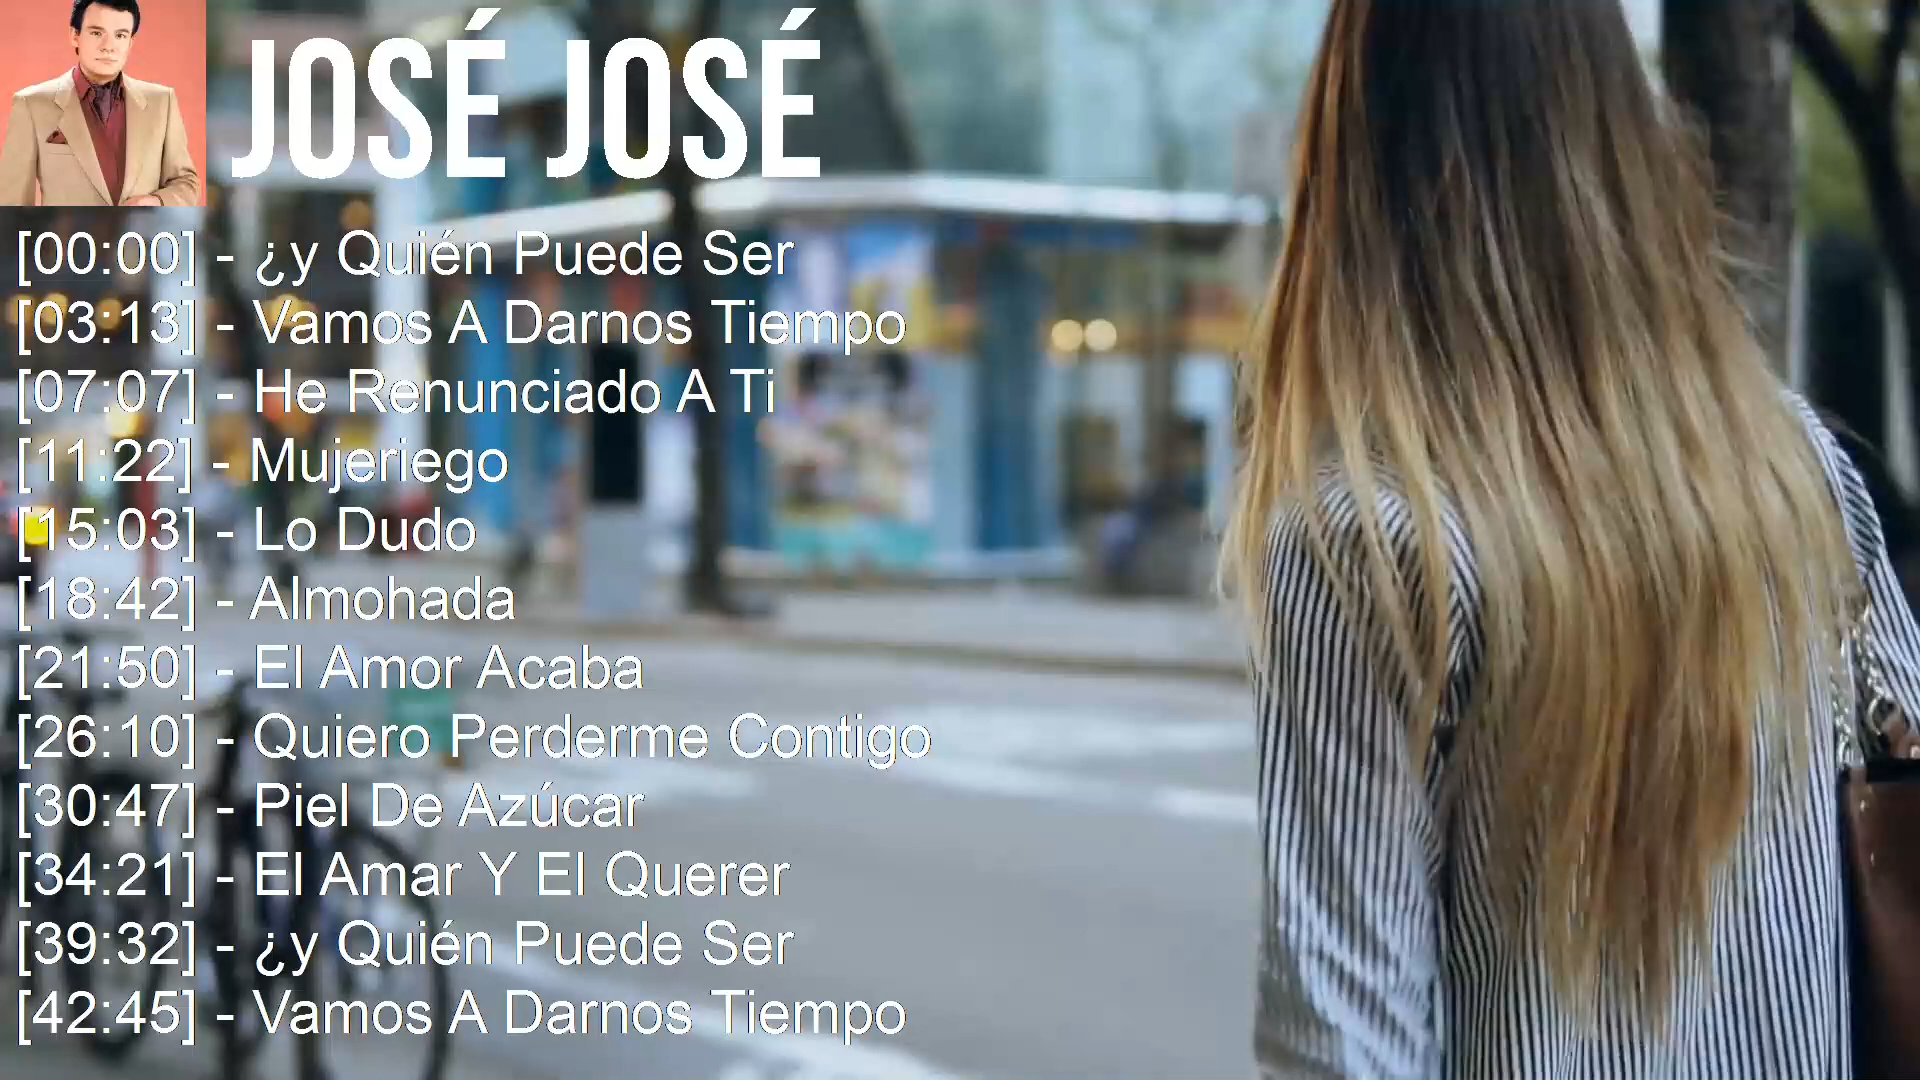 JOSÉ JOSÉ
[00:00] - ¿y Quién Puede Ser
[03:13] - Vamos A Darnos Tiempo
[07:07] - He Renunciado A Ti
[11:22] - Mujeriego
[15:03] - Lo Dudo
[18:42] - Almohada
[21:50] - El Amor Acaba
[26:10] - Quiero Perderme Contigo
[30:47] - Piel De Azúcar
[34:21] - El Amar Y El Querer
[39:32] - ¿y Quién Puede Ser
[42:45] - Vamos A Darnos Tiempo